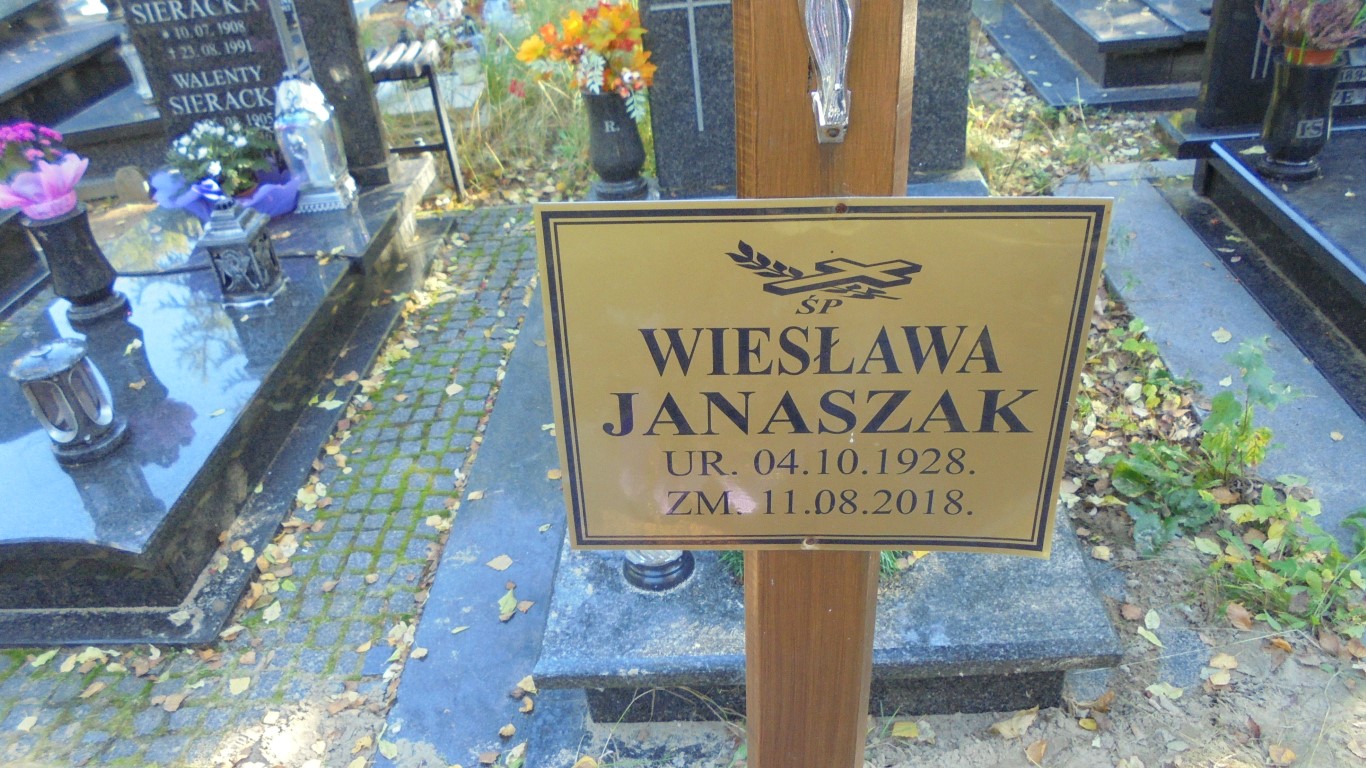 SIERACKA
* 10.07.1908
+ 23.08.1991
WALENTY
SIERACK
R.
ŚP
WIESŁAWA
JANASZAK
UR. 04.10.1928.
ZM. 11.08.2018.